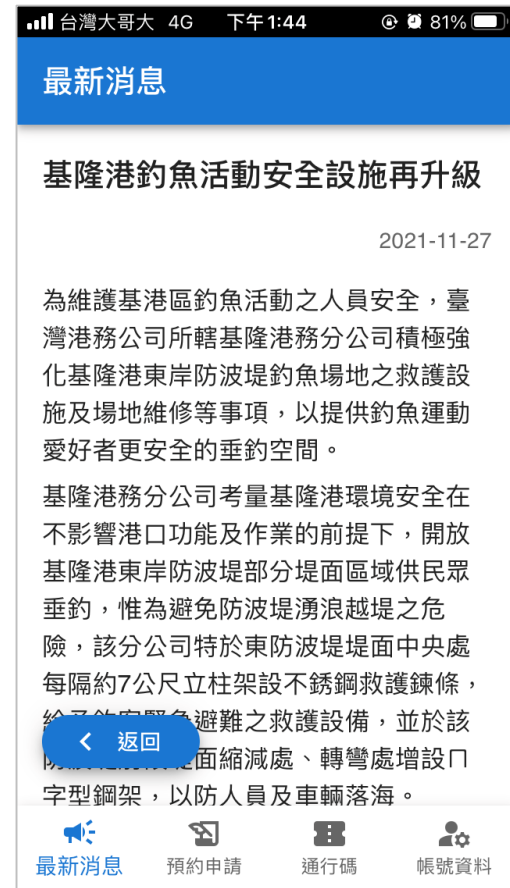 台灣大哥大 4G 下午1:44 81%
最新消息
基隆港釣魚活動安全設施再升級
2021-11-27
為維護基港區釣魚活動之人員安全，臺
灣港務公司所轄基隆港務分公司積極強
化基隆港東岸防波堤釣魚場地之救護設
施及場地維修等事項，以提供釣魚運動
愛好者更安全的垂釣空間。
基隆港務分公司考量基隆港環境安全在
不影響港口功能及作業的前提下，開放
基隆港東岸防波堤部分堤面區域供民眾
垂釣，惟為避免防波堤湧浪越堤之危
險，該分公司特於東防波堤堤面中央處
每隔約7公尺立柱架設不銹鋼救護鍊條，
避難之救護設備，並於該
返回
面縮減處、轉彎處增設ㄇ
字型鋼架，以防人員及車輛落海。
最新消息 預約申請 通行碼 帳號資料